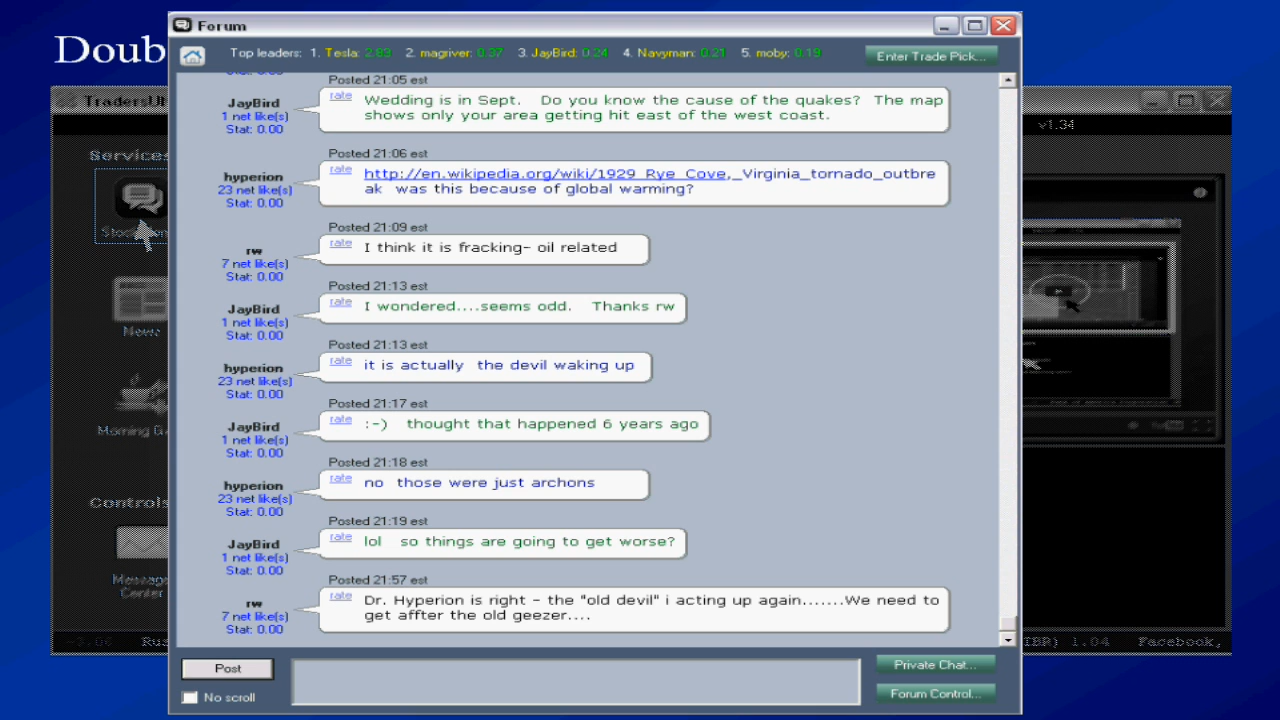 Doub
Forum
Top leaders: 1. Tesla: 2.83 2. magriver: 0.37 3. JayBird: 0.24 4. Navyman: 0.21 5. moby: 0.19
Enter Trade Pick...
Posted 21:05 est
JayBird
1 net like(s)
Stat: 0.00
rate
Wedding is in Sept. Do you know the cause of the quakes? The map
shows only your area getting hit east of the west coast.
Posted 21:06 est
hyperion
23 net like(s)
Stat: 0.00
rate
http://en.wikipedia.org/wiki/1929_Rye_Cove,_Virginia_tornado_outbre
ak was this because of global warming?
Posted 21:09 est
rw
7 net like(s)
Stat: 0.00
rate
I think it is fracking- oil related
Posted 21:13 est
JayBird
1 net like(s)
Stat: 0.00
rate
I wondered....seems odd. Thanks rw
Posted 21:13 est
hyperion
23 net like(s)
Stat: 0.00
rate
it is actually the devil waking up
Posted 21:17 est
JayBird
1 net like(s)
Stat: 0.00
rate
:-) thought that happened 6 years ago
Posted 21:18 est
hyperion
23 net like(s)
Stat: 0.00
rate
no those were just archons
Posted 21:19 est
JayBird
1 net like(s)
Stat: 0.00
rate
lol so things are going to get worse?
Posted 21:57 est
rw
7 net like(s)
Stat: 0.00
rate
Dr. Hyperion is right - the "old devil" i acting up again.......We need to
get affter the old geezer....
Post
No scroll
Private Chat...
Forum Control...
TradersUl
v1.34
Services
News
Morning
Controls
Message
Center
Rus
1.04 Facebook,